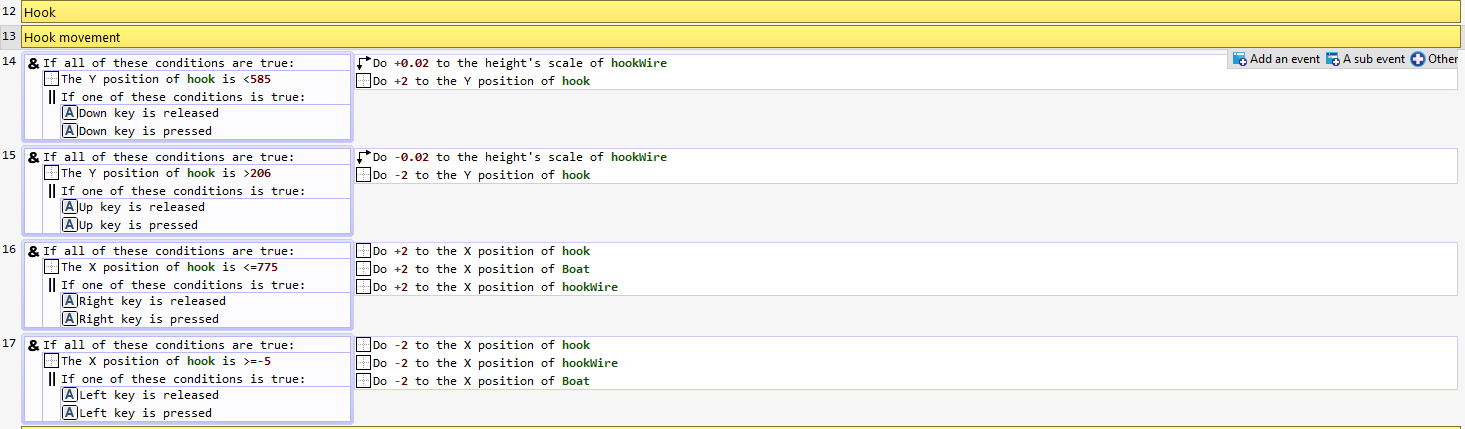 12 Hook
13 Hook movement
Add an event A sub event Other
14 & If all of these conditions are true:
The Y position of hook is <585
|| If one of these conditions is true:
A Down key is released
A Down key is pressed
Do +0.02 to the height's scale of hookWire
Do +2 to the Y position of hook
15 & If all of these conditions are true:
The Y position of hook is >206
|| If one of these conditions is true:
A Up key is released
A Up key is pressed
Do -0.02 to the height's scale of hookWire
Do -2 to the Y position of hook
16 & If all of these conditions are true:
The X position of hook is <=775
|| If one of these conditions is true:
A Right key is released
A Right key is pressed
Do +2 to the X position of hook
Do +2 to the X position of Boat
Do +2 to the X position of hookWire
17 & If all of these conditions are true:
The X position of hook is >=-5
|| If one of these conditions is true:
A Left key is released
A Left key is pressed
Do -2 to the X position of hook
Do -2 to the X position of hookWire
Do -2 to the X position of Boat